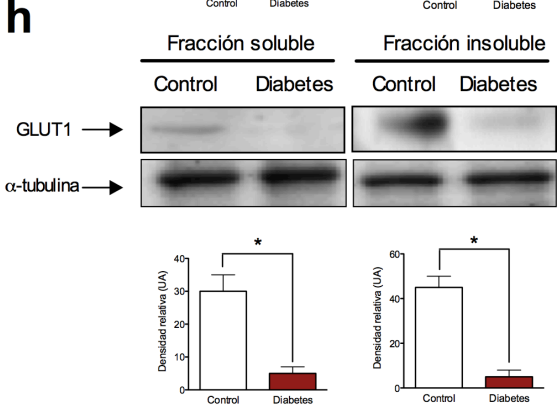 Control Diabetes Control Diabetes
h
Fracción soluble Fracción insoluble
Control Diabetes Control Diabetes
GLUT1
α-tubulina
* *
Densidad relativa (UA)
40
30
20
10
0
Control Diabetes
Densidad relativa (UA)
60
40
20
0
Control Diabetes